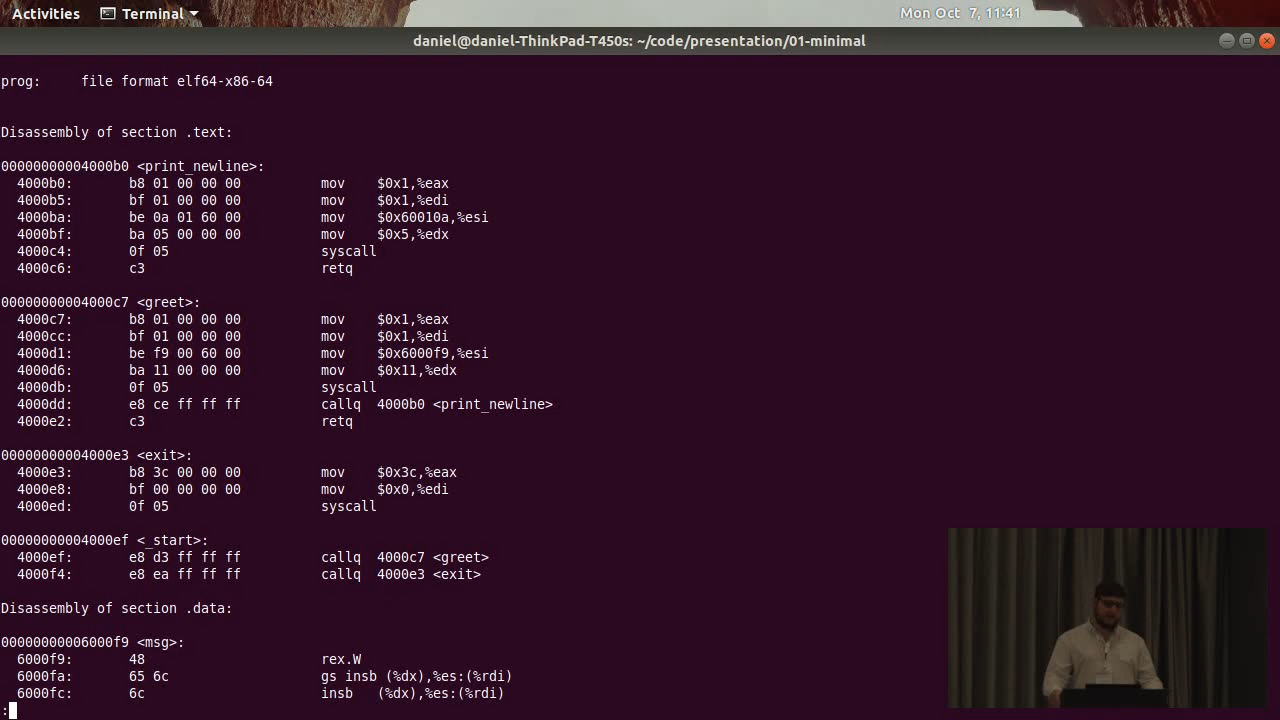 Activities Terminal Mon Oct 7, 11:41
daniel@daniel-ThinkPad-T450s: ~/code/presentation/01-minimal
prog:     file format elf64-x86-64
Disassembly of section .text:
00000000004000b0 <print_newline>:
  4000b0:       b8 01 00 00 00          mov    $0x1,%eax
  4000b5:       bf 01 00 00 00          mov    $0x1,%edi
  4000ba:       be 0a 01 60 00          mov    $0x60010a,%esi
  4000bf:       ba 05 00 00 00          mov    $0x5,%edx
  4000c4:       0f 05                   syscall
  4000c6:       c3                      retq
00000000004000c7 <greet>:
  4000c7:       b8 01 00 00 00          mov    $0x1,%eax
  4000cc:       bf 01 00 00 00          mov    $0x1,%edi
  4000d1:       be f9 00 60 00          mov    $0x6000f9,%esi
  4000d6:       ba 11 00 00 00          mov    $0x11,%edx
  4000db:       0f 05                   syscall
  4000dd:       e8 ce ff ff ff          callq  4000b0 <print_newline>
  4000e2:       c3                      retq
00000000004000e3 <exit>:
  4000e3:       b8 3c 00 00 00          mov    $0x3c,%eax
  4000e8:       bf 00 00 00 00          mov    $0x0,%edi
  4000ed:       0f 05                   syscall
00000000004000ef <_start>:
  4000ef:       e8 d3 ff ff ff          callq  4000c7 <greet>
  4000f4:       e8 ea ff ff ff          callq  4000e3 <exit>
Disassembly of section .data:
00000000006000f9 <msg>:
  6000f9:       48                      rex.W
  6000fa:       65 6c                   gs insb (%dx),%es:(%rdi)
  6000fc:       6c                      insb   (%dx),%es:(%rdi)
: